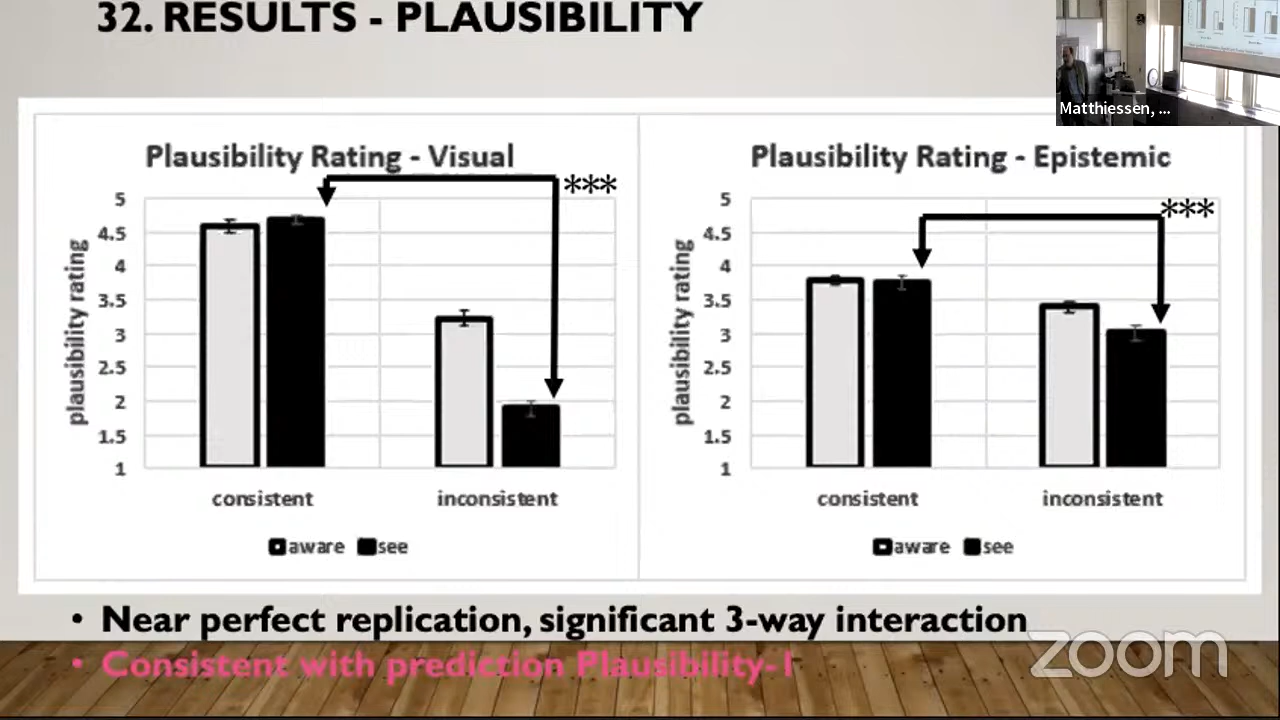 32. RESULTS - PLAUSIBILITY
Matthiessen, ...
Plausibility Rating - Visual
***
plausibility rating
5
4.5
4
3.5
3
2.5
2
1.5
1
consistent
inconsistent
aware see
Plausibility Rating - Epistemic
***
plausibility rating
5
4.5
4
3.5
3
2.5
2
1.5
1
consistent
inconsistent
aware see
• Near perfect replication, significant 3-way interaction
• Consistent with prediction Plausibility-1
zoom